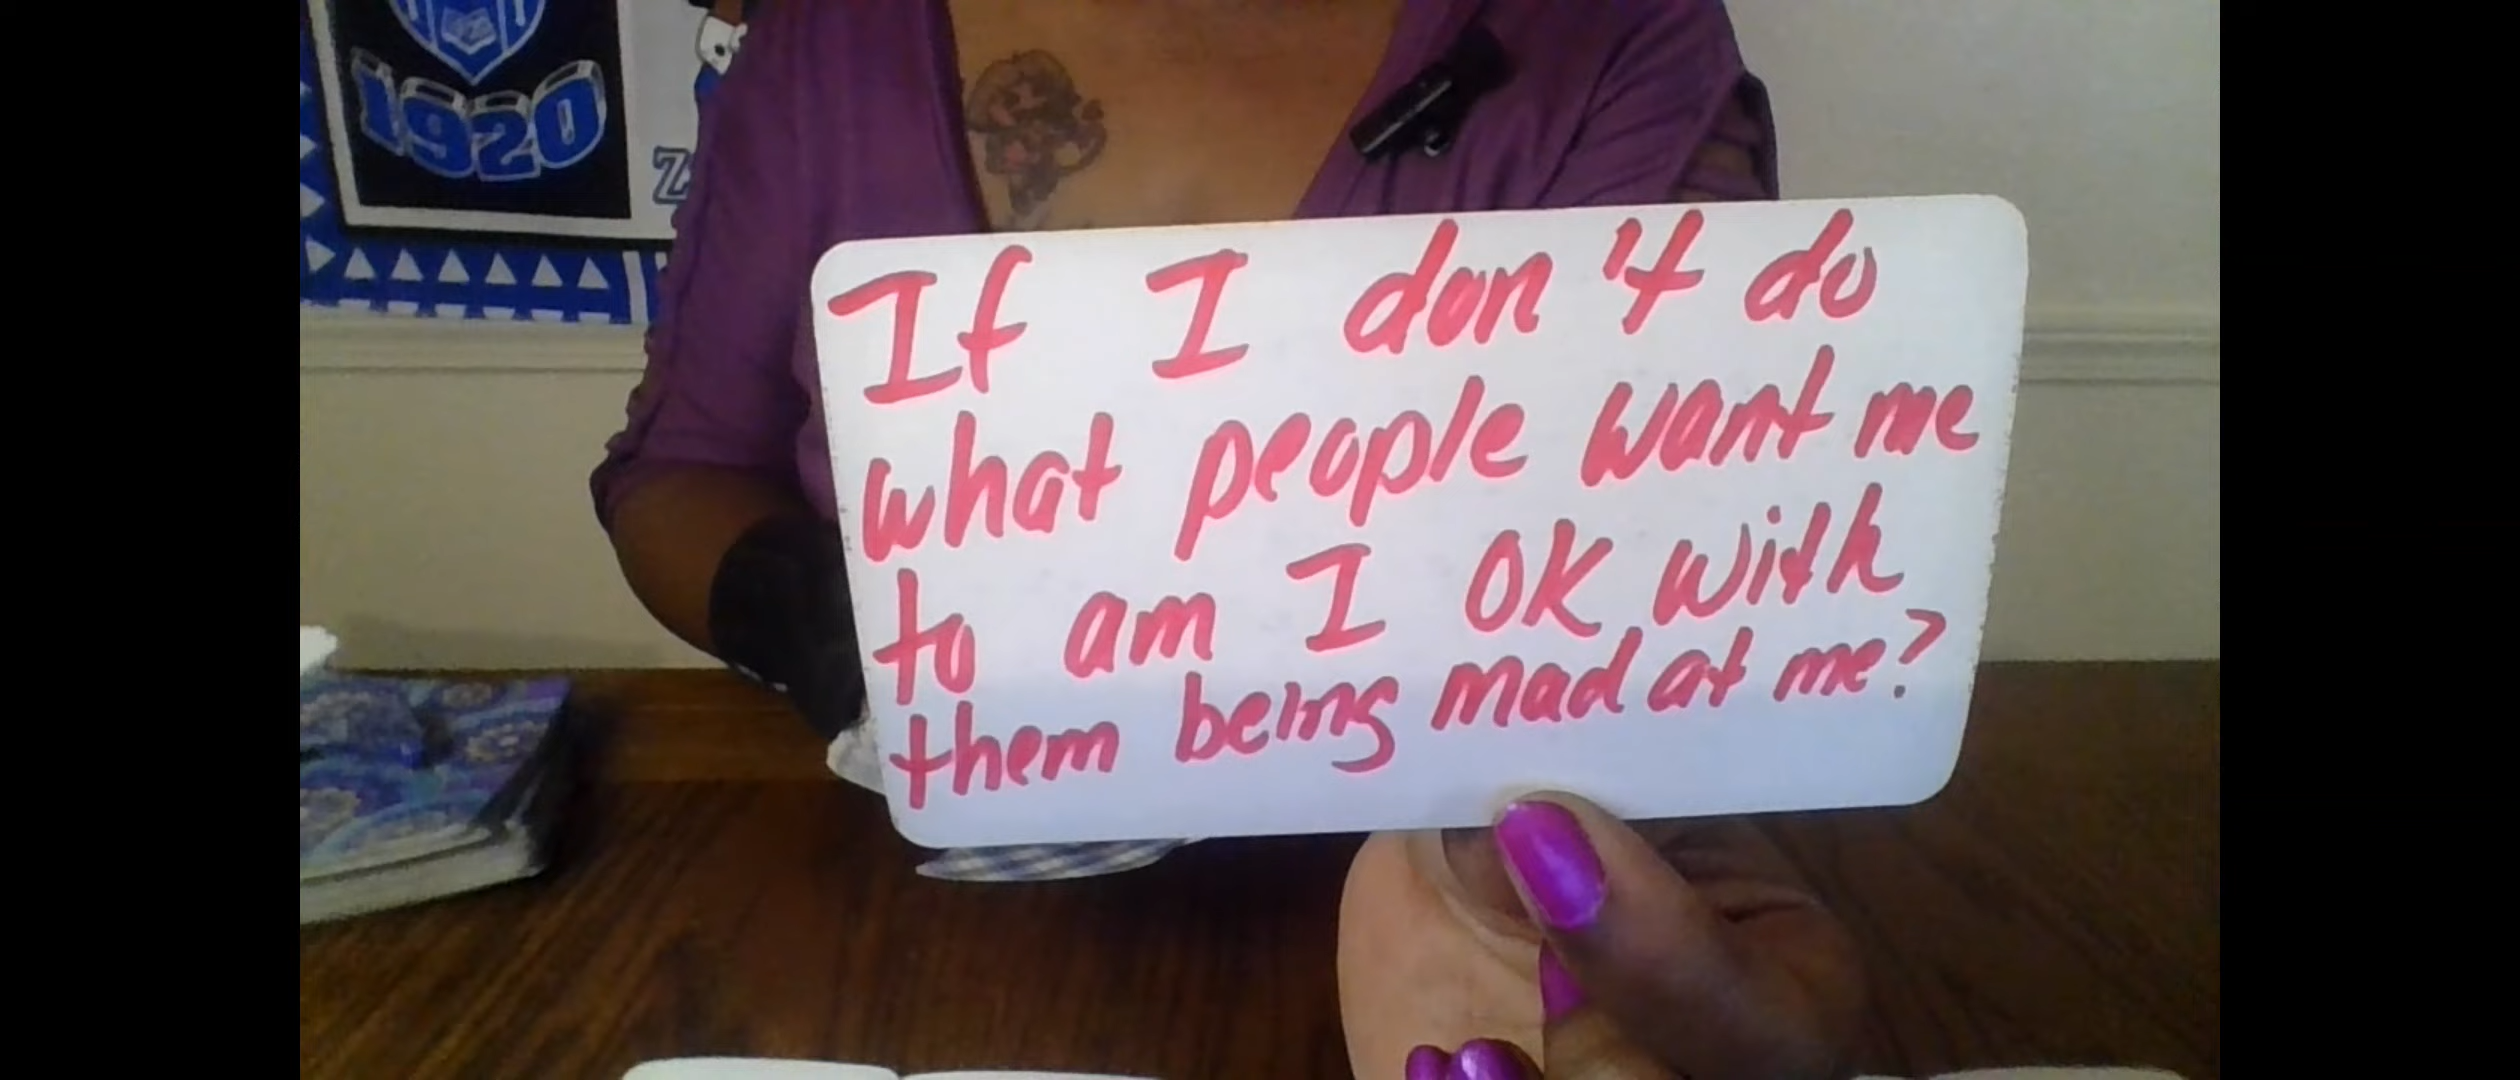 1920
Z
If I don't do
what people want me
to am I OK with
them being mad at me?